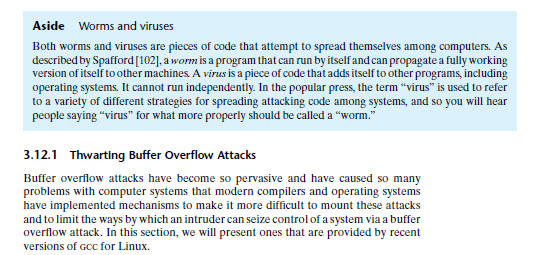 Aside Worms and viruses
Both worms and viruses are pieces of code that attempt to spread themselves among computers. As
described by Spafford [102], a worm is a program that can run by itself and can propagate a fully working
version of itself to other machines. A virus is a piece of code that adds itself to other programs, including
operating systems. It cannot run independently. In the popular press, the term “virus” is used to refer
to a variety of different strategies for spreading attacking code among systems, and so you will hear
people saying “virus” for what more properly should be called a “worm.”
3.12.1 Thwarting Buffer Overflow Attacks
Buffer overflow attacks have become so pervasive and have caused so many
problems with computer systems that modern compilers and operating systems
have implemented mechanisms to make it more difficult to mount these attacks
and to limit the ways by which an intruder can seize control of a system via a buffer
overflow attack. In this section, we will present ones that are provided by recent
versions of GCC for Linux.